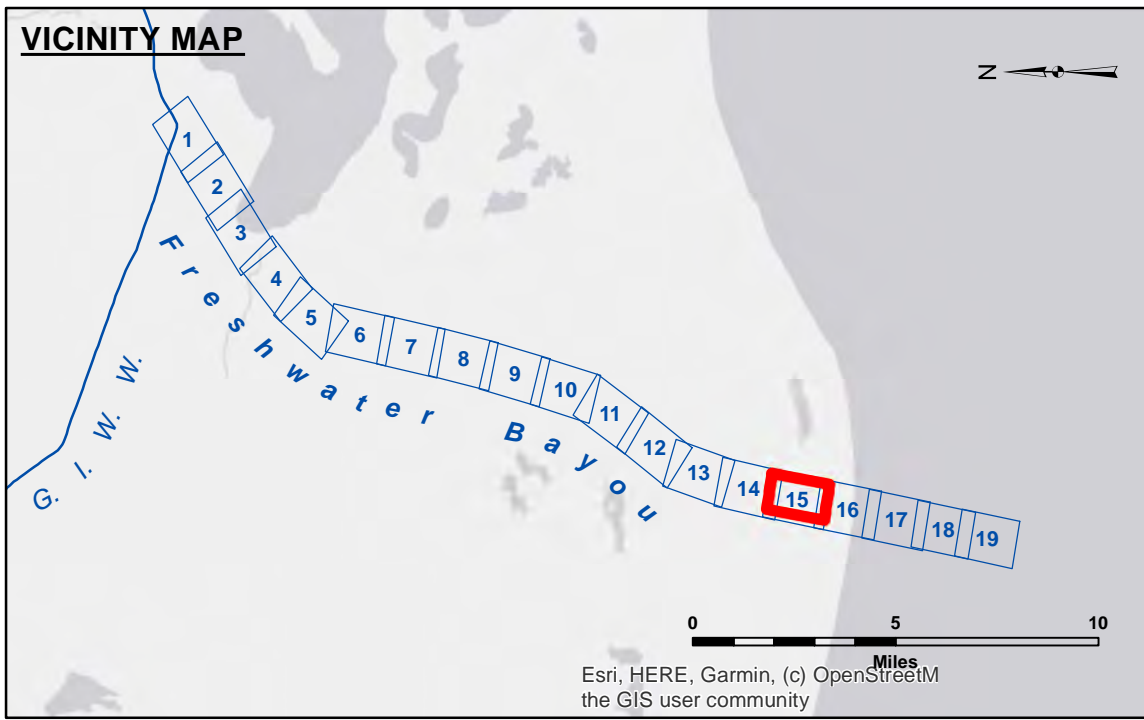 VICINITY MAP
N
1
2
3
4
5
6
7
8
9
10
11
12
13
14
15
16
17
18
19
Freshwater Bayou
G. I. W. W.
0 5 10
Miles
Esri, HERE, Garmin, (c) OpenStreetM
the GIS user community